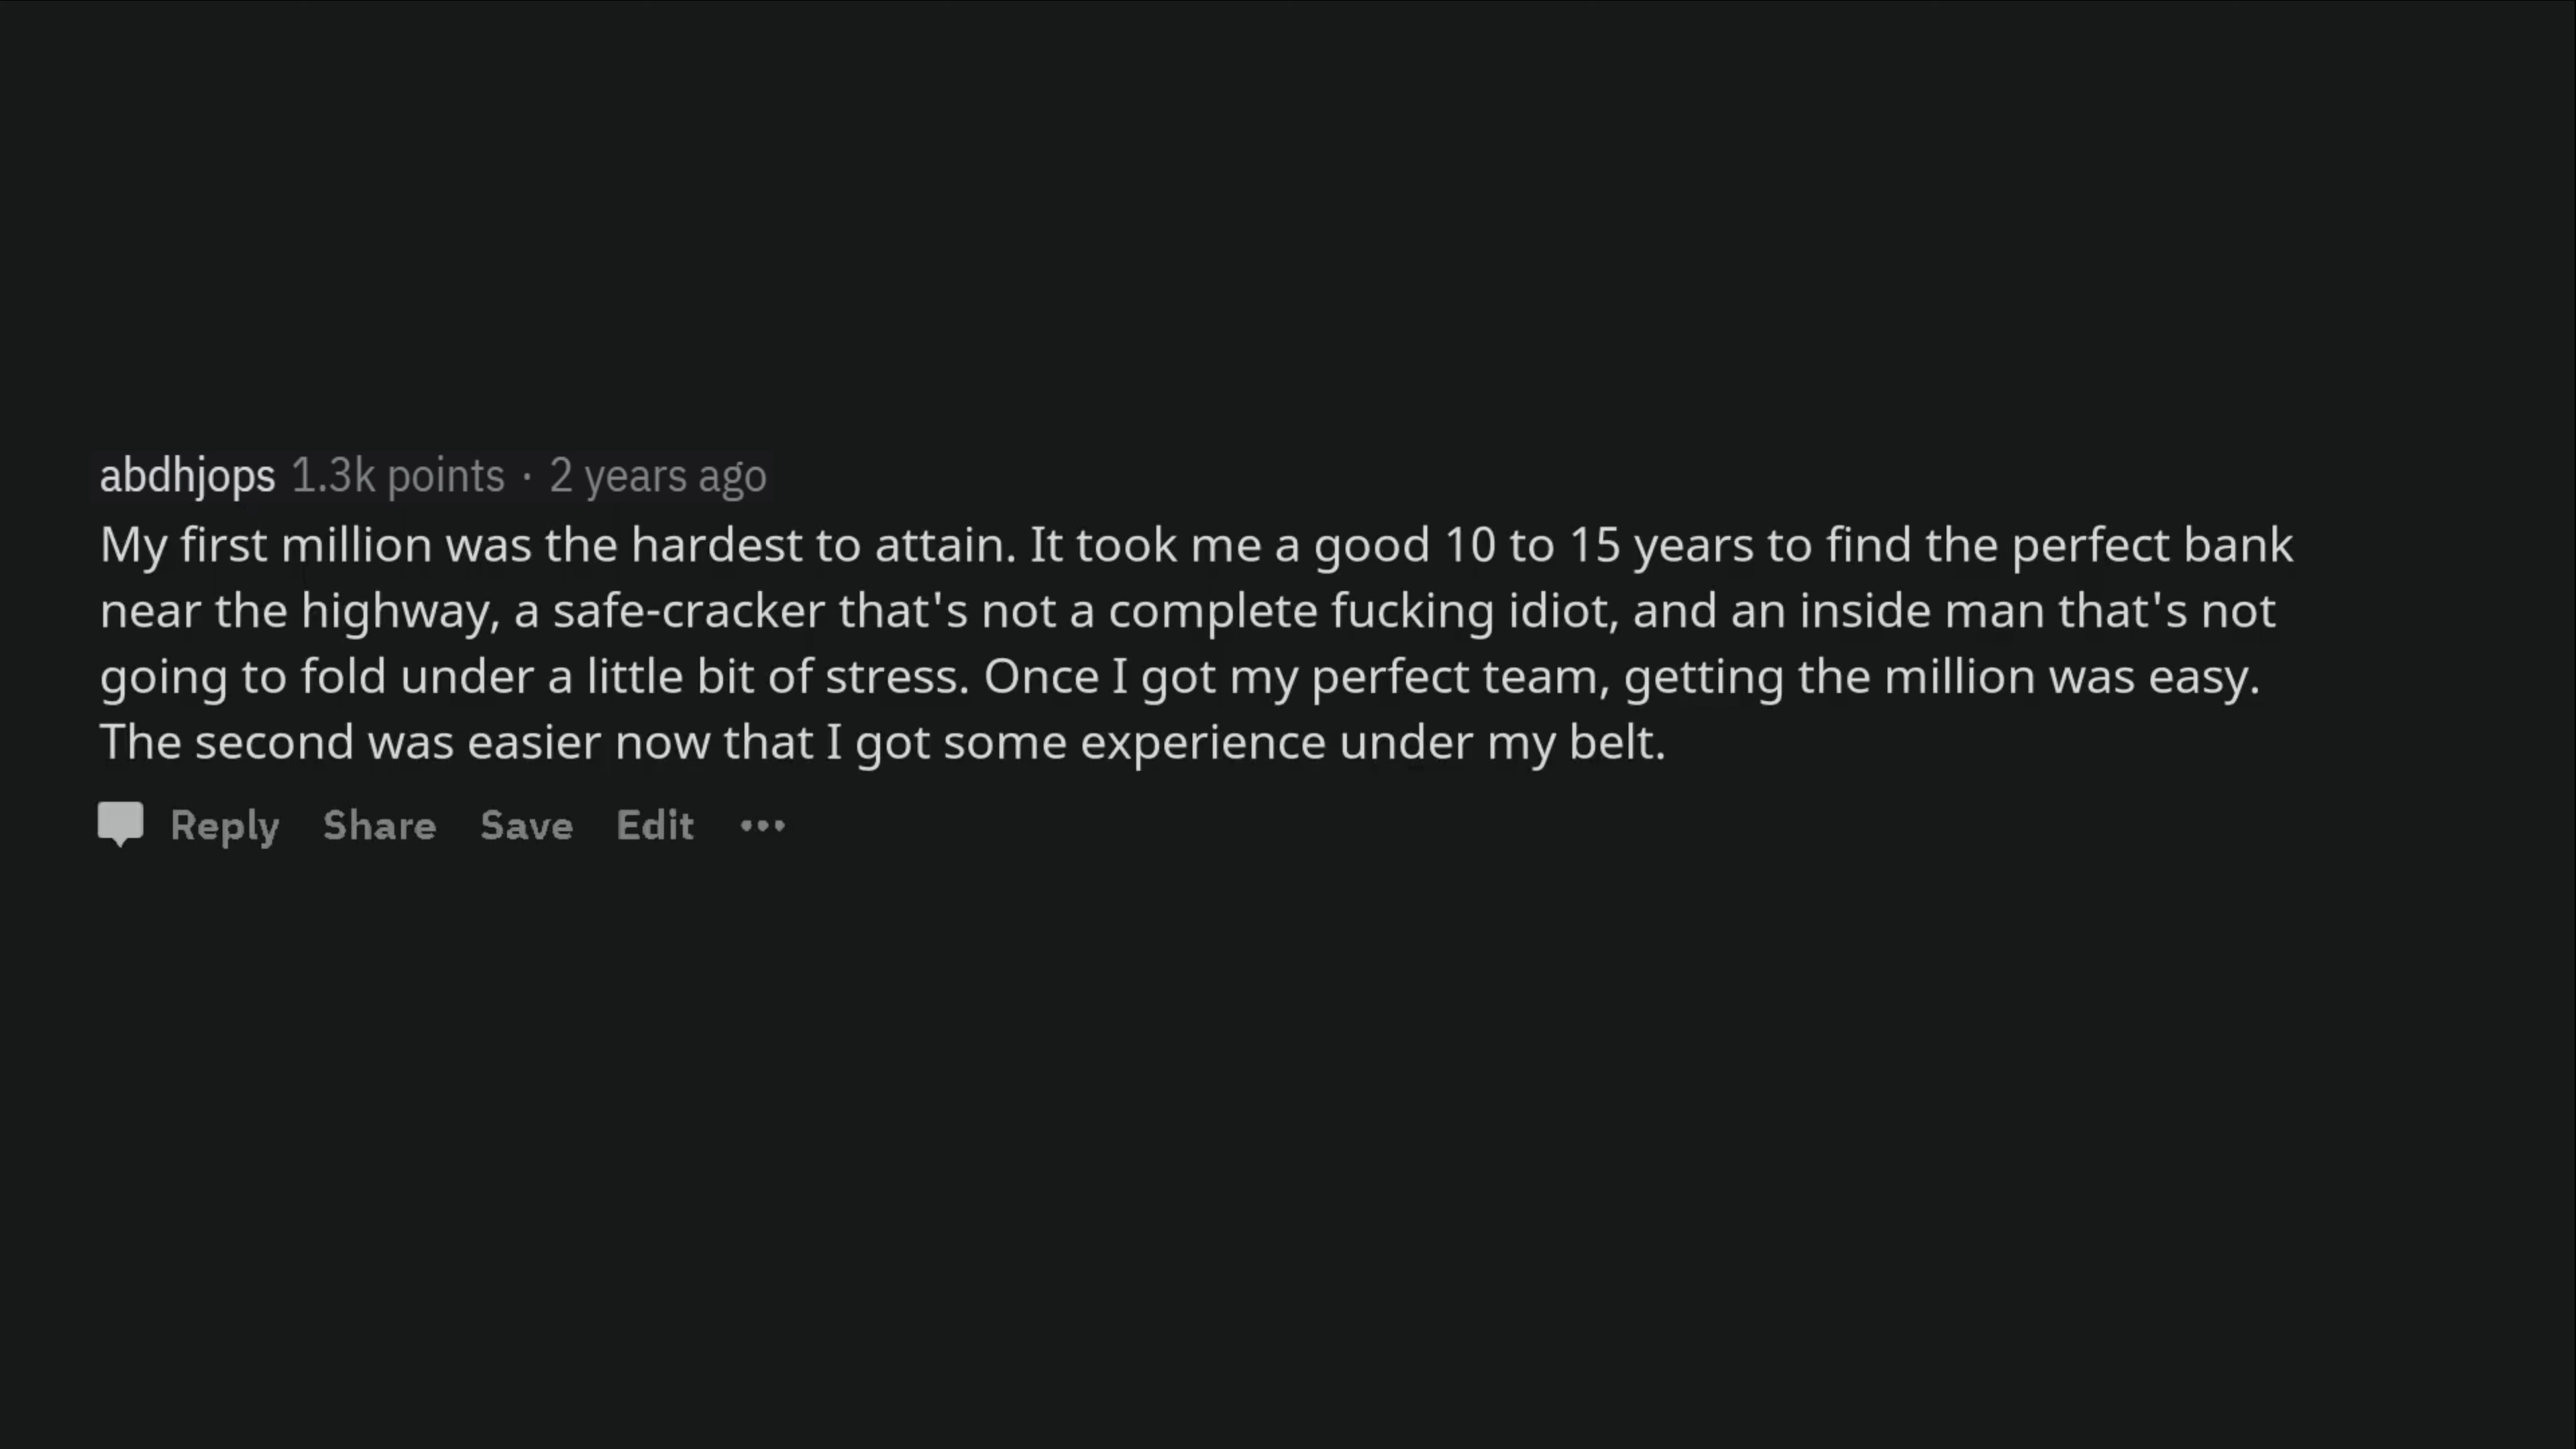 abdhjops 1.3k points · 2 years ago
My first million was the hardest to attain. It took me a good 10 to 15 years to find the perfect bank
near the highway, a safe-cracker that's not a complete fucking idiot, and an inside man that's not
going to fold under a little bit of stress. Once I got my perfect team, getting the million was easy.
The second was easier now that I got some experience under my belt.
Reply Share Save Edit •••